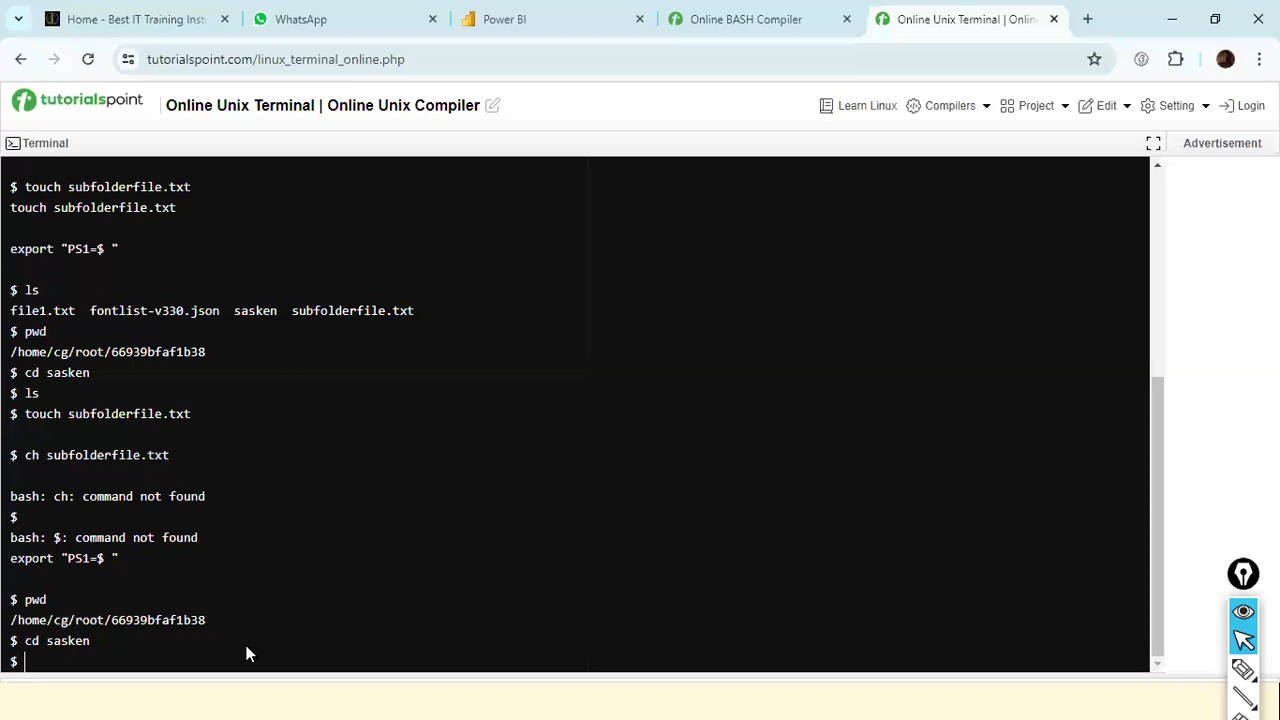 Home - Best IT Training Inst
WhatsApp
Power BI
Online BASH Compiler
Online Unix Terminal | Onlin
tutorialspoint.com/linux_terminal_online.php
tutorialspoint
Online Unix Terminal | Online Unix Compiler
Learn Linux
Compilers
Project
Edit
Setting
Login
Terminal
Advertisement
$ touch subfolderfile.txt
touch subfolderfile.txt
export "PS1=$ "
$ ls
file1.txt  fontlist-v330.json  sasken  subfolderfile.txt
$ pwd
/home/cg/root/66939bfaf1b38
$ cd sasken
$ ls
$ touch subfolderfile.txt
$ ch subfolderfile.txt
bash: ch: command not found
$
bash: $: command not found
export "PS1=$ "
$ pwd
/home/cg/root/66939bfaf1b38
$ cd sasken
$